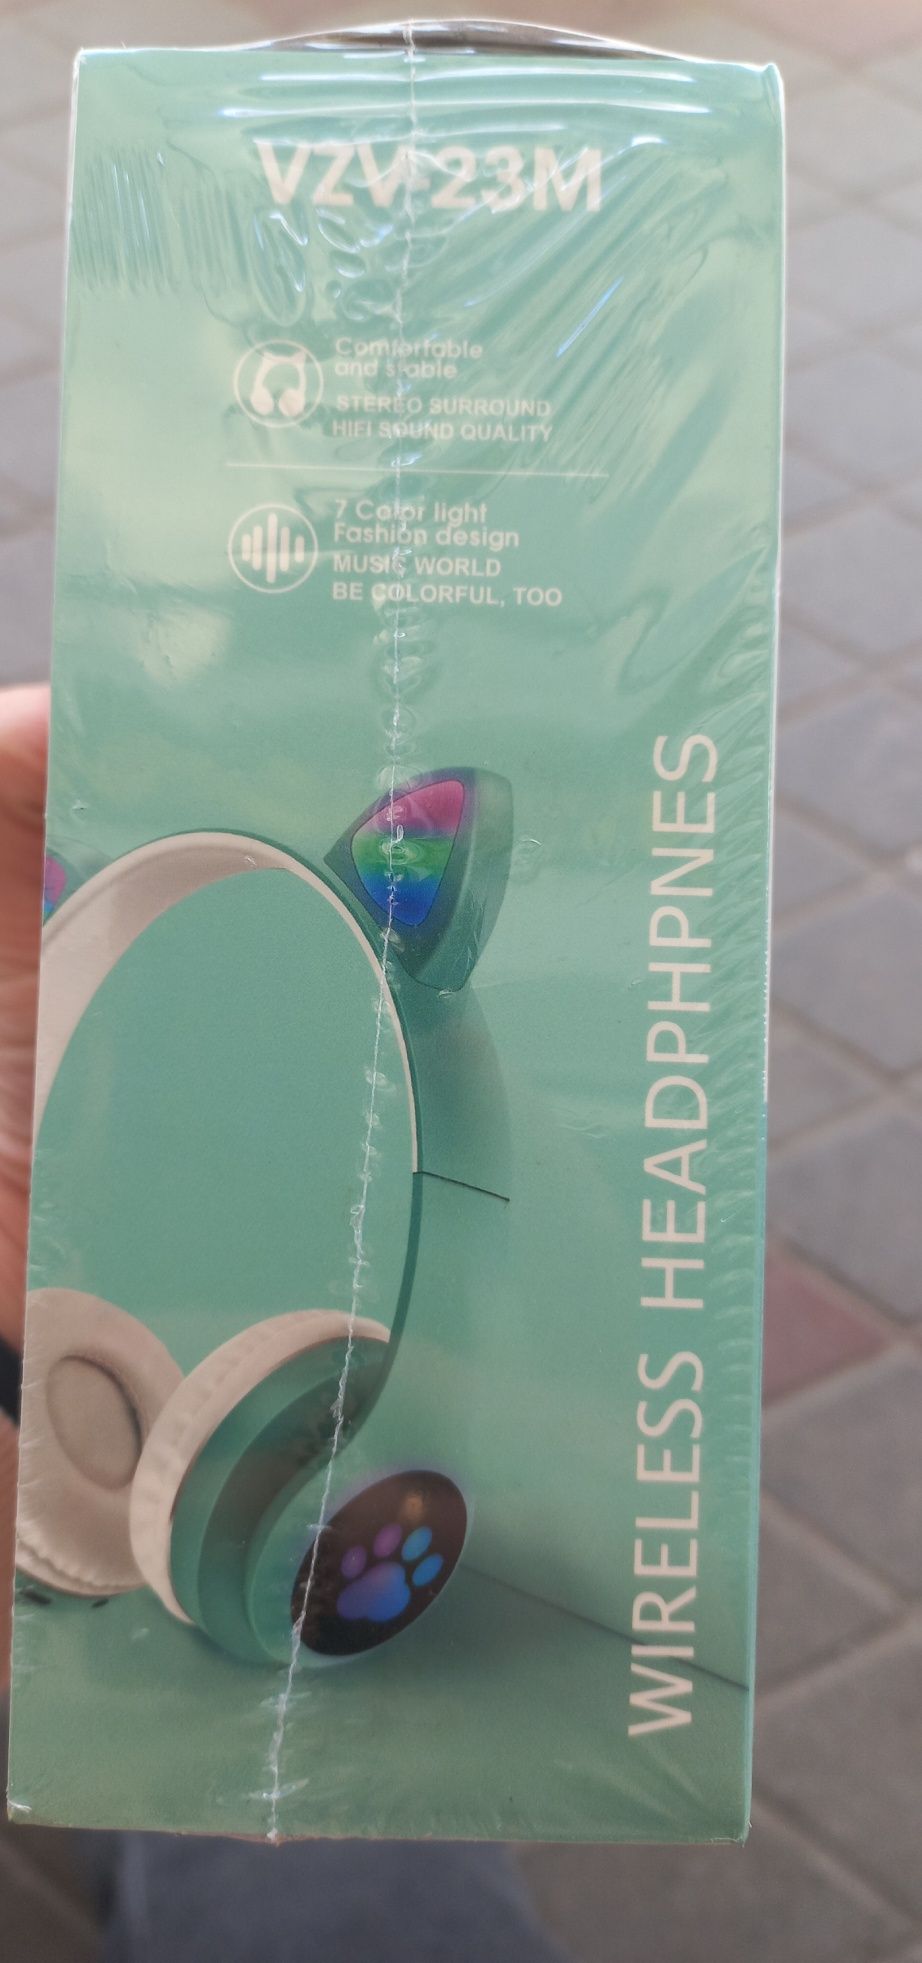 VZV-23M
Comfortable
and stable
STEREO SURROUND
HIFI SOUND QUALITY
7 Color light
Fashion design
MUSIC WORLD
BE COLORFUL, TOO
WIRELESS HEADPHPNES